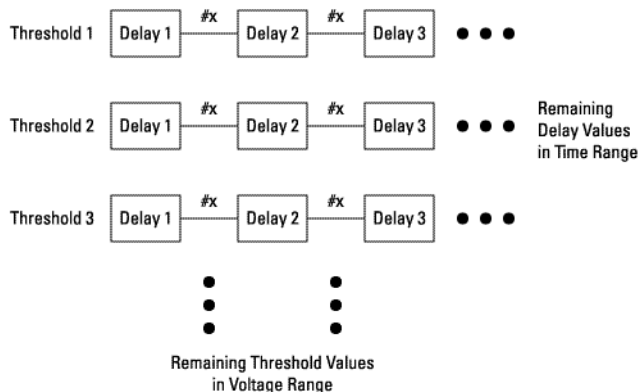 #x #x
Threshold 1 Delay 1 Delay 2 Delay 3
#x #x
Threshold 2 Delay 1 Delay 2 Delay 3
Remaining
Delay Values
in Time Range
#x #x
Threshold 3 Delay 1 Delay 2 Delay 3
Remaining Threshold Values
in Voltage Range